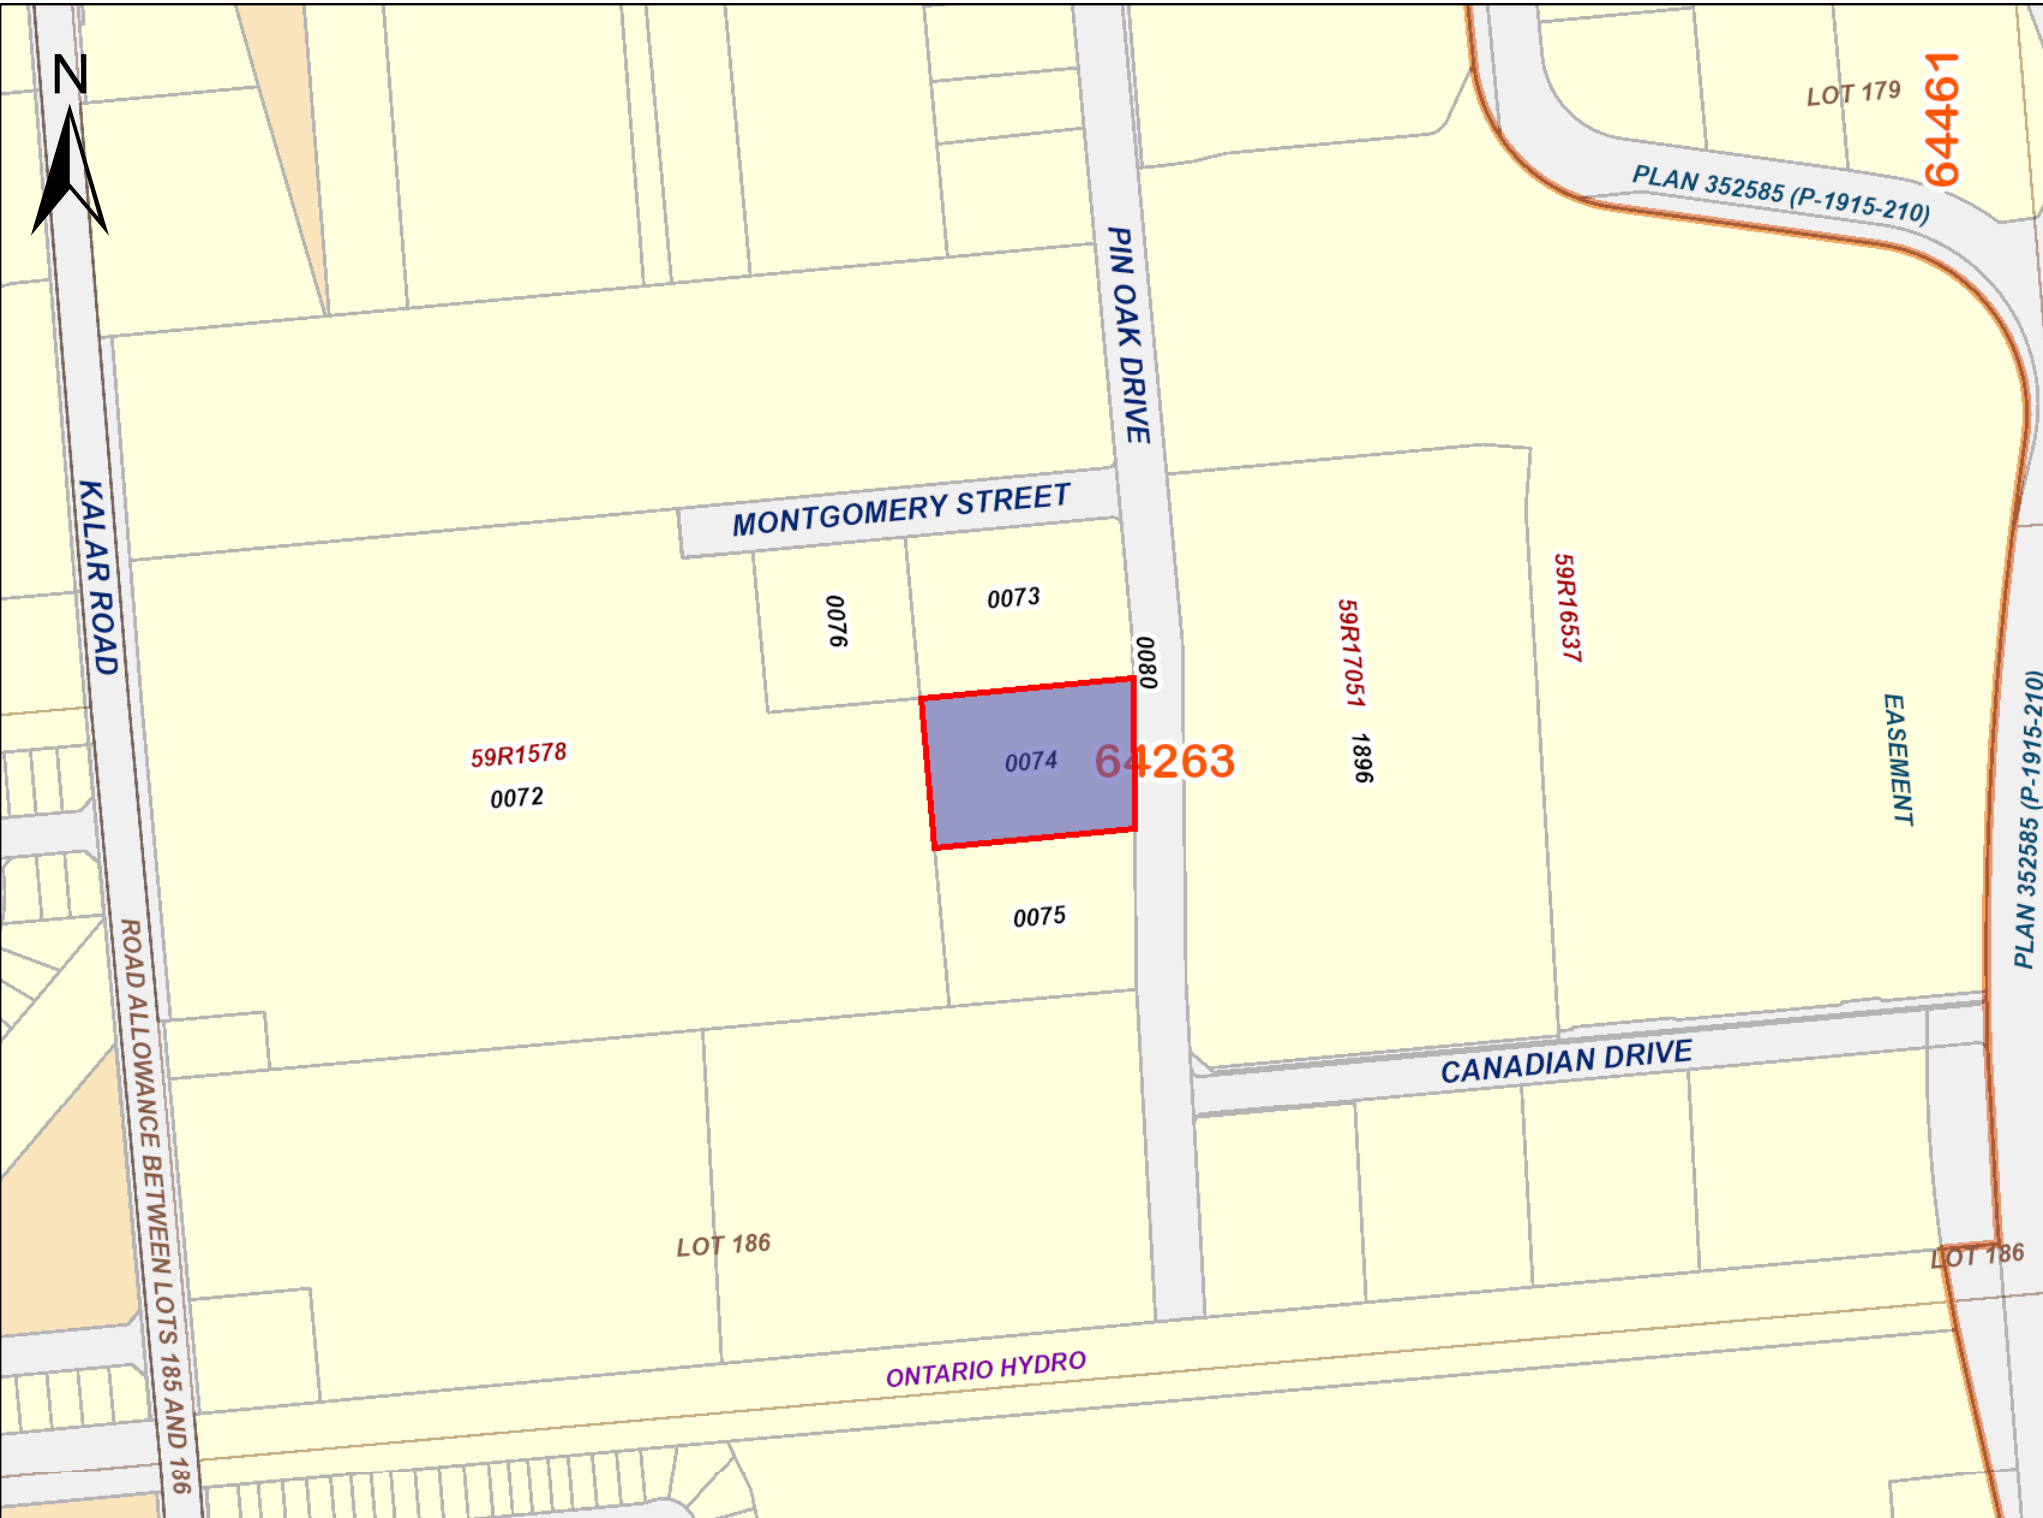 N
LOT 179
64461
PLAN 352585 (P-1915-210)
PIN OAK DRIVE
KALAR ROAD
MONTGOMERY STREET
0076
0073
0080
59R17051
1896
59R16537
EASEMENT
PLAN 352585 (P-1915-210)
59R1578
0072
0074
64263
0075
ROAD ALLOWANCE BETWEEN LOTS 185 AND 186
CANADIAN DRIVE
LOT 186
LOT 186
ONTARIO HYDRO